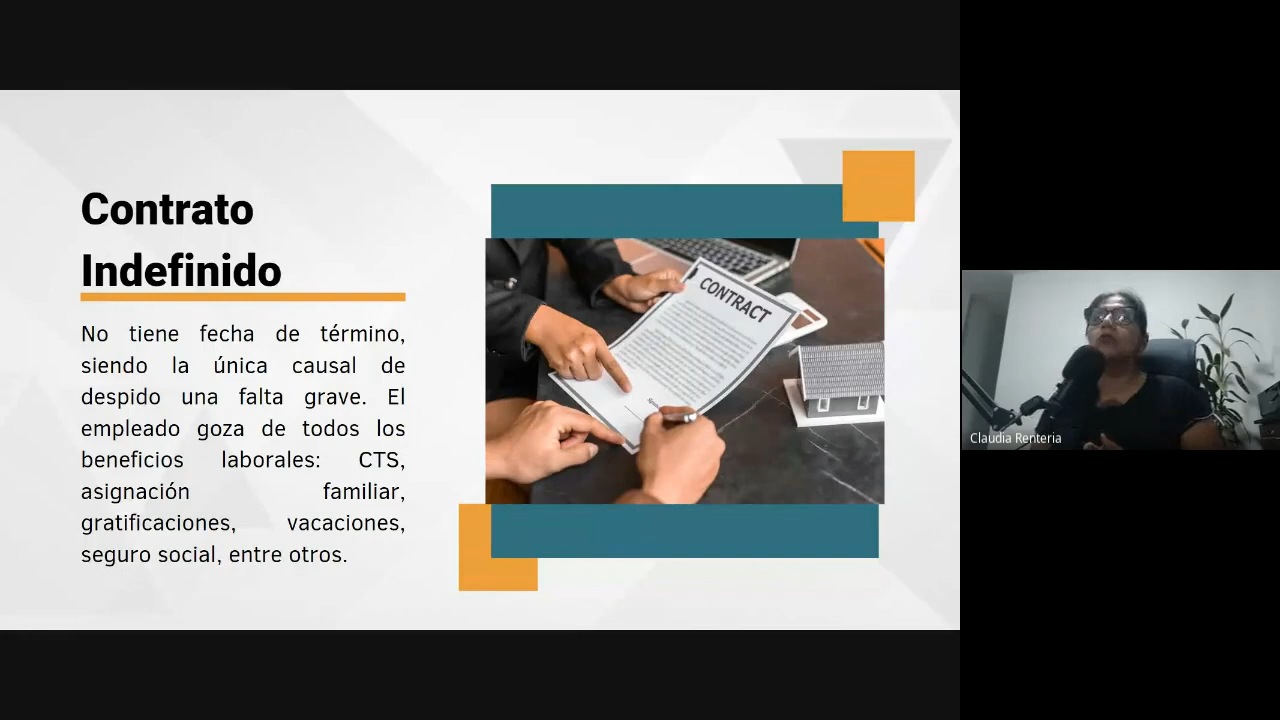 Contrato
Indefinido
No tiene fecha de término,
siendo la única causal de
despido una falta grave. El
empleado goza de todos los
beneficios laborales: CTS,
asignación familiar,
gratificaciones, vacaciones,
seguro social, entre otros.
CONTRACT
Claudia Renteria